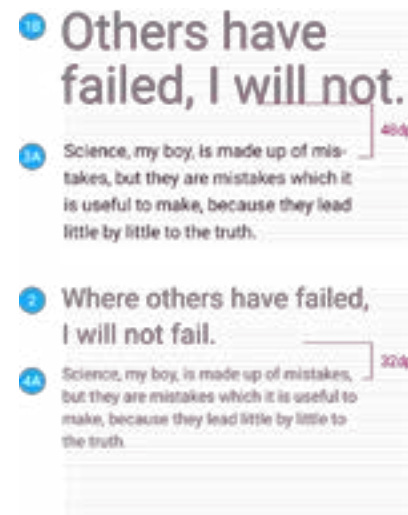 1B
Others have
failed, I will not.
48dp
3A
Science, my boy, is made up of mis-
takes, but they are mistakes which it
is useful to make, because they lead
little by little to the truth.
2
Where others have failed,
I will not fail.
32dp
4A
Science, my boy, is made up of mistakes,
but they are mistakes which it is useful to
make, because they lead little by little to
the truth.